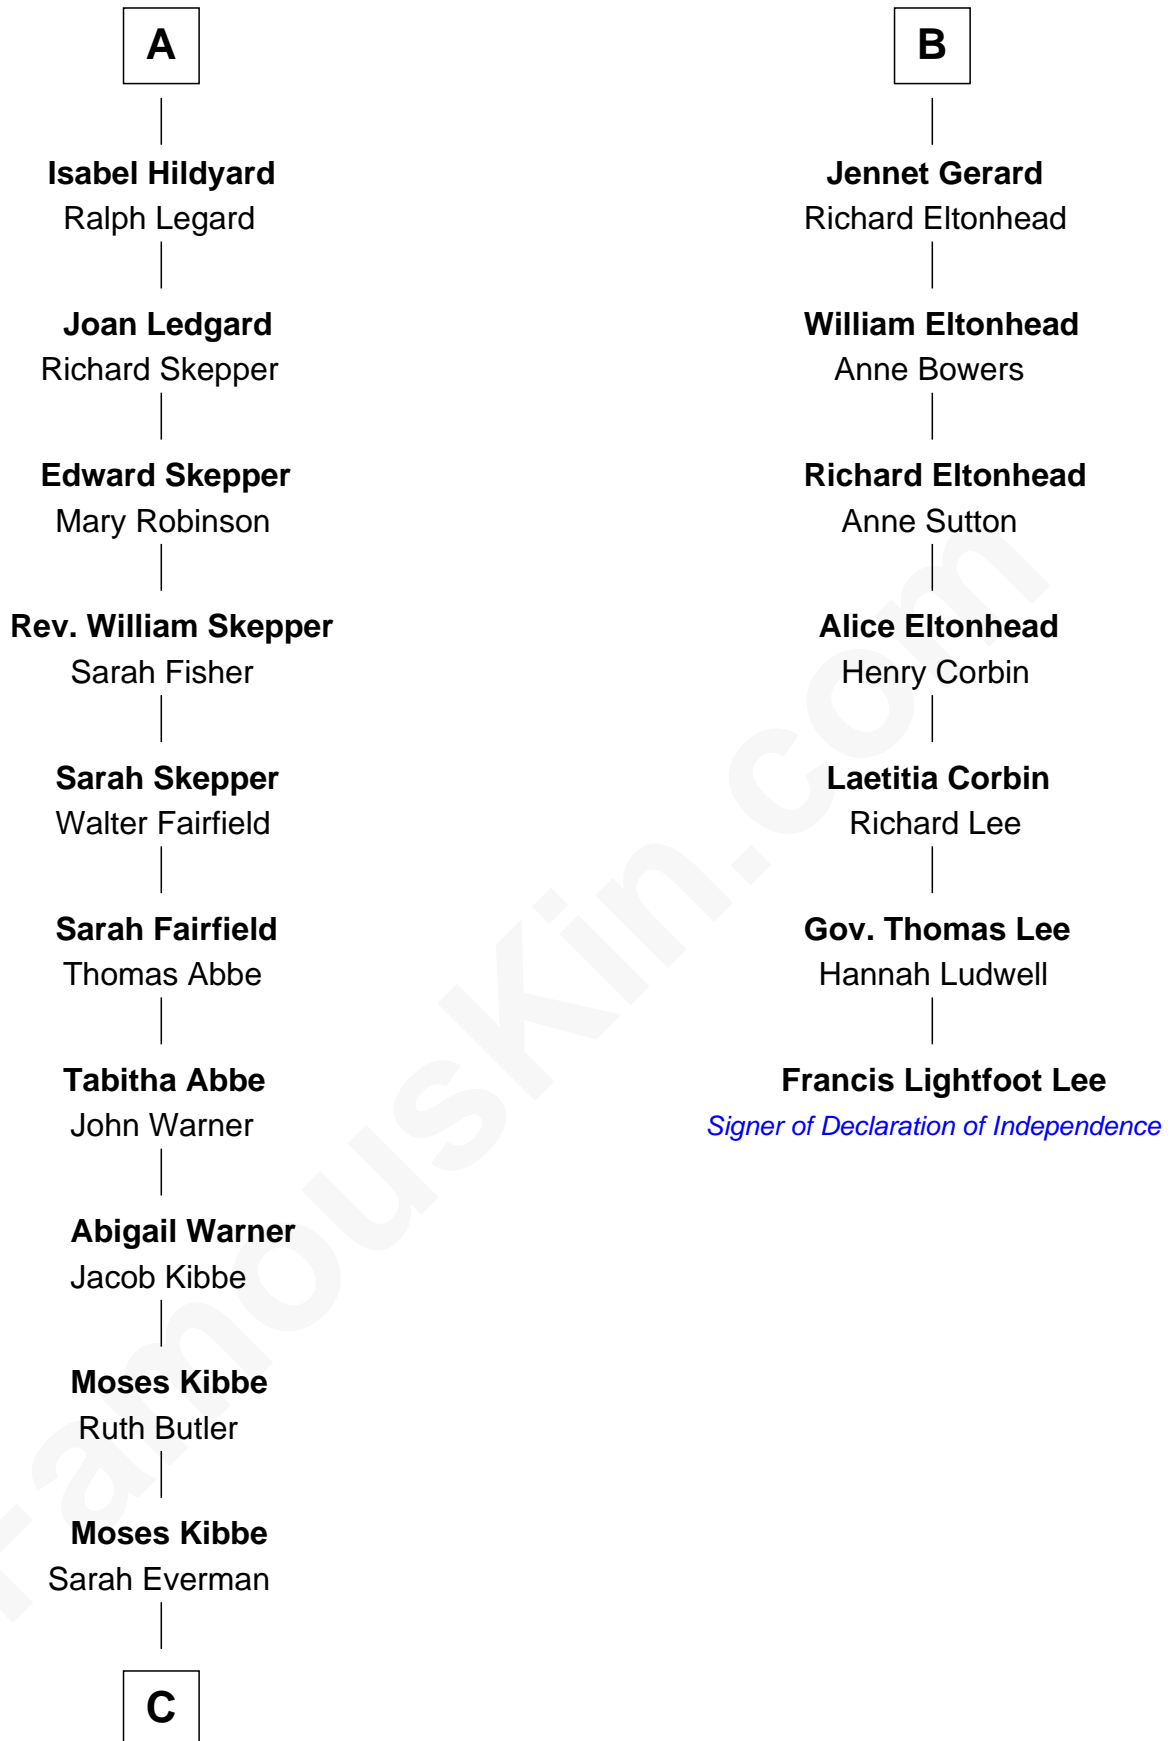 A
Isabel Hildyard
Ralph Legard
Joan Ledgard
Richard Skepper
Edward Skepper
Mary Robinson
Rev. William Skepper
Sarah Fisher
Sarah Skepper
Walter Fairfield
Sarah Fairfield
Thomas Abbe
Tabitha Abbe
John Warner
Abigail Warner
Jacob Kibbe
Moses Kibbe
Ruth Butler
Moses Kibbe
Sarah Everman
C
B
Jennet Gerard
Richard Eltonhead
William Eltonhead
Anne Bowers
Richard Eltonhead
Anne Sutton
Alice Eltonhead
Henry Corbin
Laetitia Corbin
Richard Lee
Gov. Thomas Lee
Hannah Ludwell
Francis Lightfoot Lee
Signer of Declaration of Independence
FamousKin.com